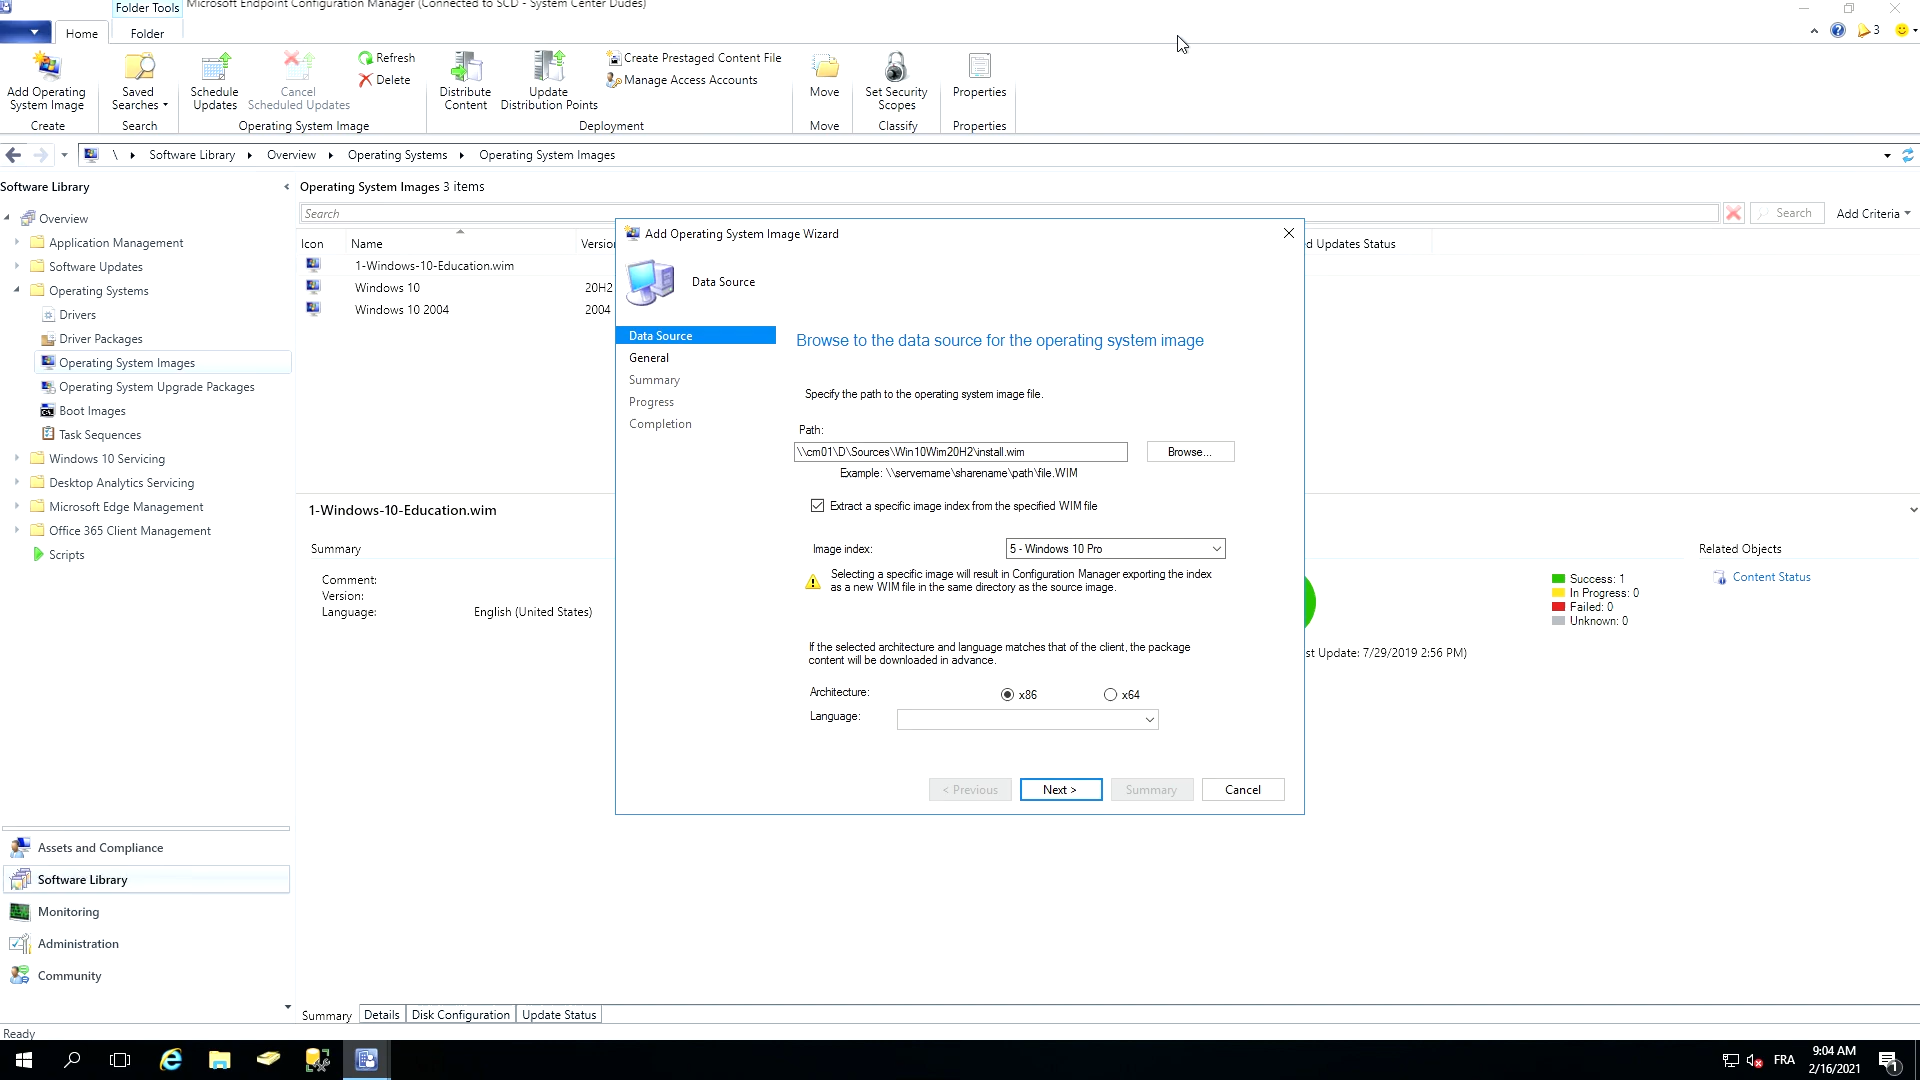 Folder Tools
Microsoft Endpoint Configuration Manager (Connected to SCD - System Center Dudes)
Home
Folder
3
Add Operating
System Image
Saved
Searches
Schedule
Updates
Cancel
Scheduled Updates
Refresh
Delete
Distribute
Content
Update
Distribution Points
Create Prestaged Content File
Manage Access Accounts
Move
Set Security
Scopes
Properties
Create
Search
Operating System Image
Deployment
Move
Classify
Properties
\ Software Library Overview Operating Systems Operating System Images
Software Library
Overview
Application Management
Software Updates
Operating Systems
Drivers
Driver Packages
Operating System Images
Operating System Upgrade Packages
Boot Images
Task Sequences
Windows 10 Servicing
Desktop Analytics Servicing
Microsoft Edge Management
Office 365 Client Management
Scripts
Assets and Compliance
Software Library
Monitoring
Administration
Community
Operating System Images 3 items
Search
Search
Add Criteria
Icon Name Versio d Updates Status
1-Windows-10-Education.wim
Windows 10 20H2
Windows 10 2004 2004
1-Windows-10-Education.wim
Summary
Comment:
Version:
Language: English (United States)
Add Operating System Image Wizard
Data Source
Data Source
General
Summary
Progress
Completion
Browse to the data source for the operating system image
Specify the path to the operating system image file.
Path:
\\cm01\D\Sources\Win10Wim20H2\install.wim
Browse...
Example: \\servername\sharename\path\file.WIM
Extract a specific image index from the specified WIM file
Image index: 5 - Windows 10 Pro
Selecting a specific image will result in Configuration Manager exporting the index
as a new WIM file in the same directory as the source image.
If the selected architecture and language matches that of the client, the package
content will be downloaded in advance.
Architecture: x86 x64
Language:
< Previous
Next >
Summary
Cancel
Success: 1
In Progress: 0
Failed: 0
Unknown: 0
st Update: 7/29/2019 2:56 PM)
Related Objects
Content Status
Summary Details Disk Configuration Update Status
Ready
FRA
9:04 AM
2/16/2021
1